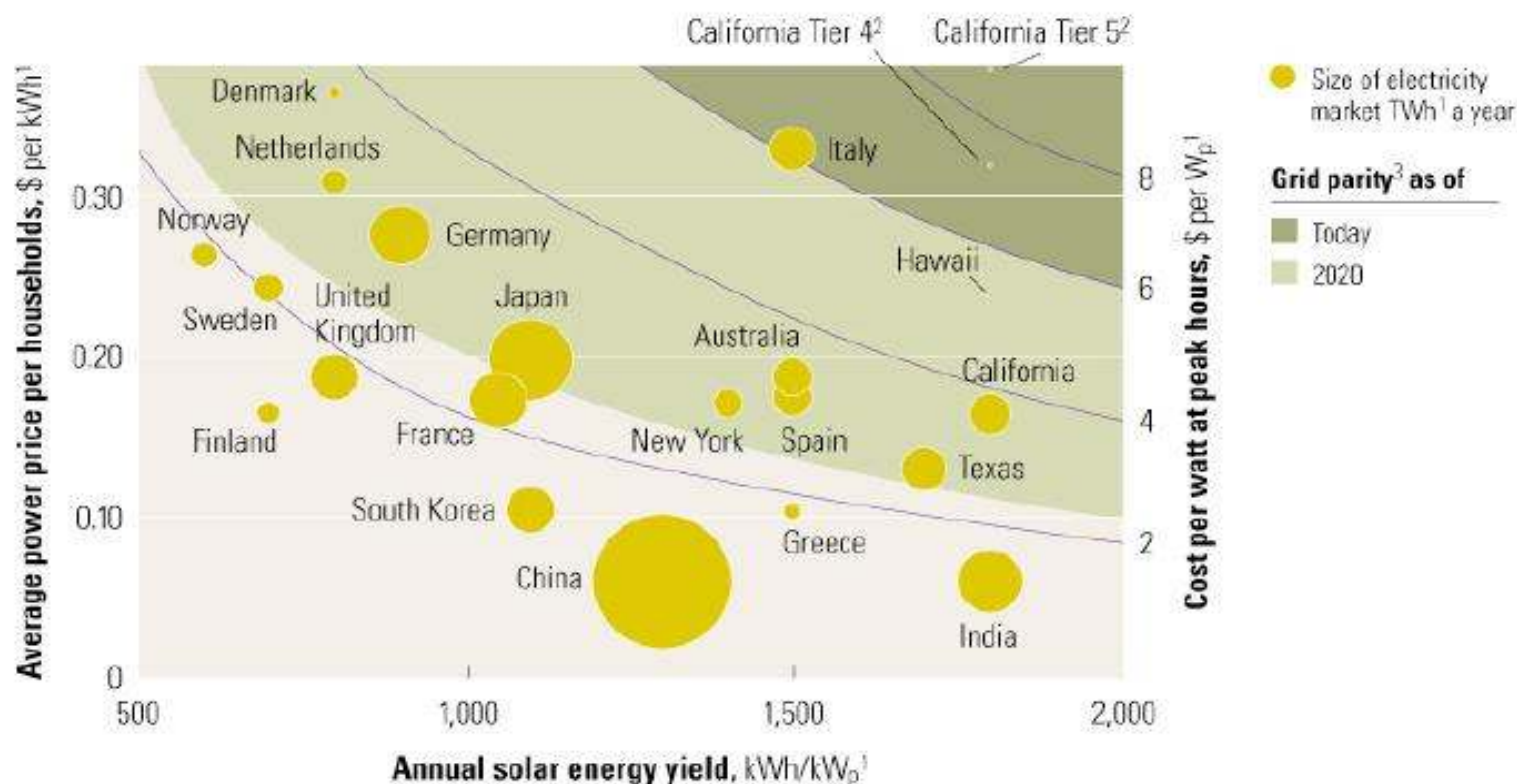 California Tier 4²
California Tier 5²
Average power price per households, $ per kWh¹
0.30
0.20
0.10
0
Denmark
Netherlands
Norway
Germany
Sweden
United
Kingdom
Japan
Finland
France
South Korea
China
Italy
Hawaii
Australia
New York
Spain
California
Texas
Greece
India
8
6
4
2
Cost per watt at peak hours, $ per Wp¹
500
1,000
1,500
2,000
Annual solar energy yield, kWh/kWp¹
Size of electricity
market TWh¹ a year
Grid parity³ as of
Today
2020